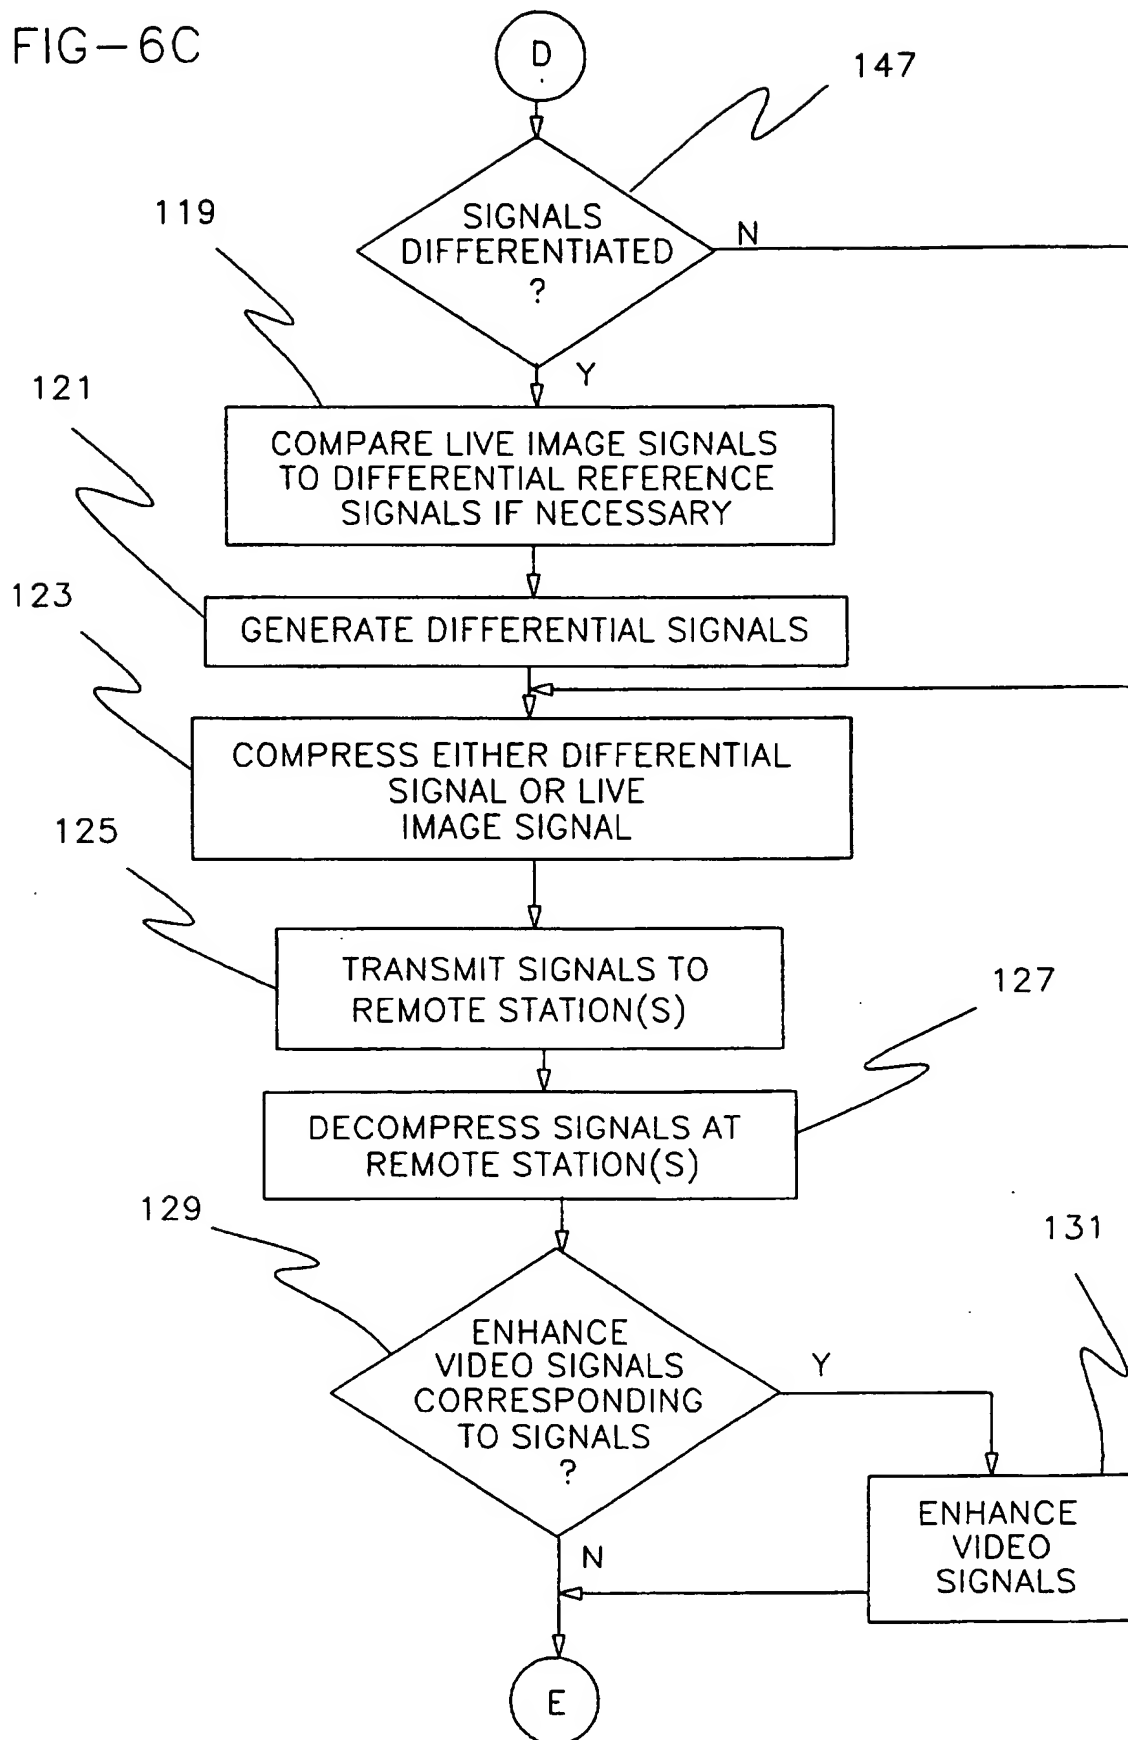 FIG-6C
D
147
SIGNALS
DIFFERENTIATED
?
N
119
Y
121
COMPARE LIVE IMAGE SIGNALS
TO DIFFERENTIAL REFERENCE
SIGNALS IF NECESSARY
123
GENERATE DIFFERENTIAL SIGNALS
COMPRESS EITHER DIFFERENTIAL
SIGNAL OR LIVE
IMAGE SIGNAL
125
TRANSMIT SIGNALS TO
REMOTE STATION(S)
127
DECOMPRESS SIGNALS AT
REMOTE STATION(S)
129
131
ENHANCE
VIDEO SIGNALS
CORRESPONDING
TO SIGNALS
?
Y
ENHANCE
VIDEO
SIGNALS
N
E